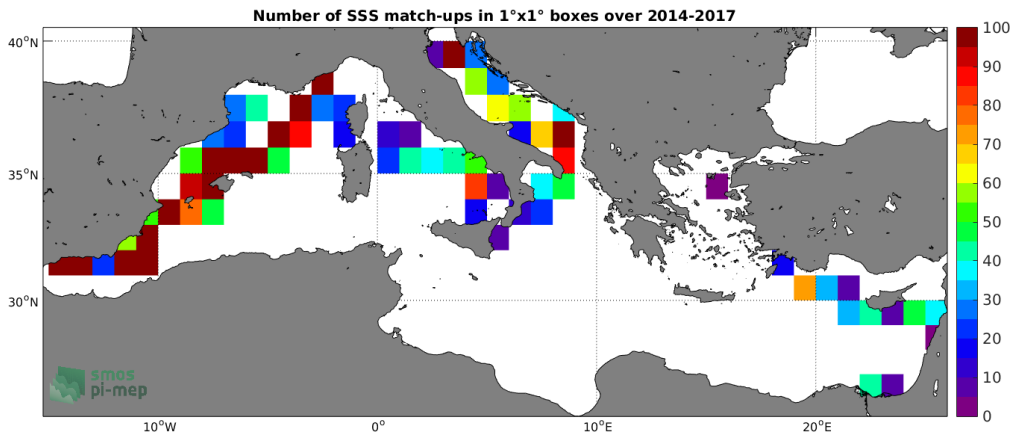 Number of SSS match-ups in 1°x1° boxes over 2014-2017
40°N
35°N
30°N
10°W
0°
10°E
20°E
100
90
80
70
60
50
40
30
20
10
0
smos
pi-mep